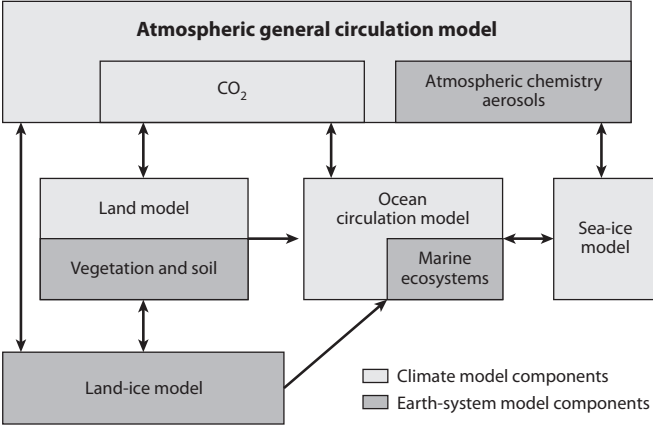 Atmospheric general circulation model
CO₂
Atmospheric chemistry
aerosols
Land model
Vegetation and soil
Ocean
circulation model
Marine
ecosystems
Sea-ice
model
Land-ice model
Climate model components
Earth-system model components